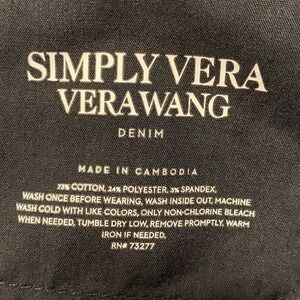 SIMPLY VERA
VERAWANG
DENIM
MADE IN CAMBODIA
73% COTTON, 24% POLYESTER, 3% SPANDEX,
WASH ONCE BEFORE WEARING, WASH INSIDE OUT, MACHINE
WASH COLD WITH LIKE COLORS, ONLY NON-CHLORINE BLEACH
WHEN NEEDED, TUMBLE DRY LOW, REMOVE PROMPTLY, WARM
IRON IF NEEDED.
RN# 73277